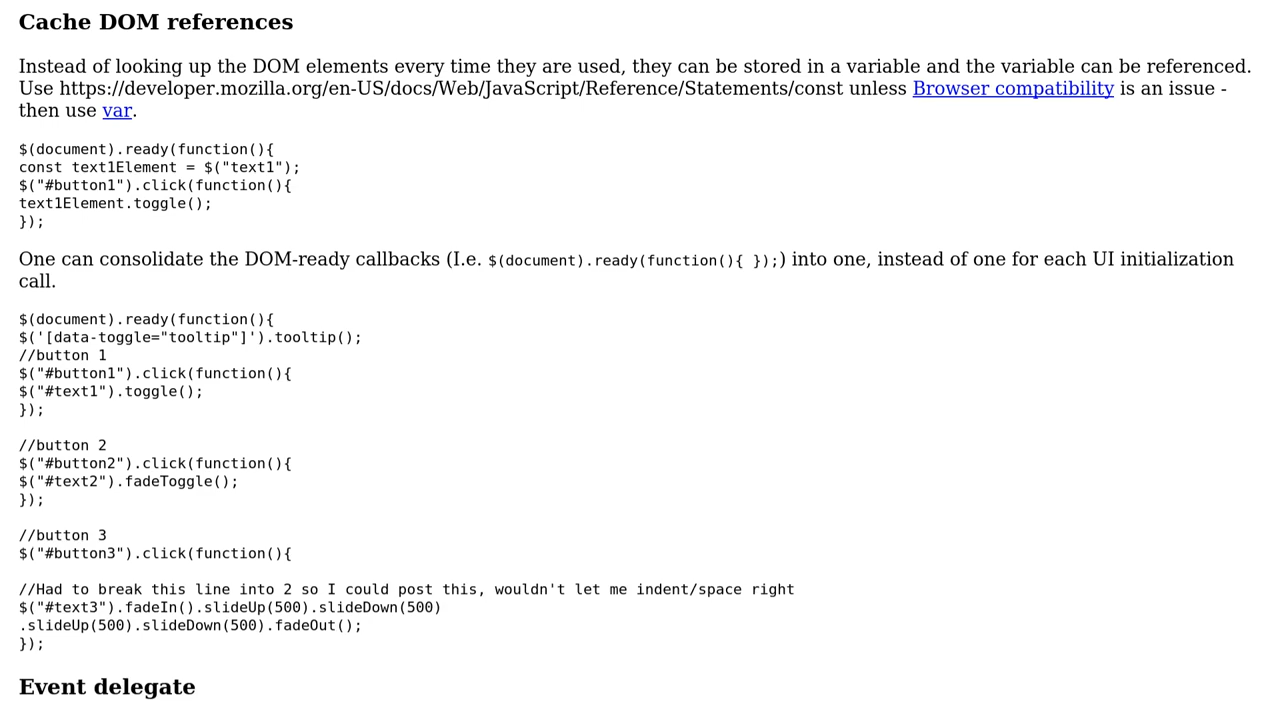 Cache DOM references
Instead of looking up the DOM elements every time they are used, they can be stored in a variable and the variable can be referenced.
Use https://developer.mozilla.org/en-US/docs/Web/JavaScript/Reference/Statements/const unless Browser compatibility is an issue -
then use var.
$(document).ready(function(){
const text1Element = $("text1");
$("#button1").click(function(){
text1Element.toggle();
});
One can consolidate the DOM-ready callbacks (I.e. $(document).ready(function(){ });) into one, instead of one for each UI initialization
call.
$(document).ready(function(){
$('[data-toggle="tooltip"]').tooltip();
//button 1
$("#button1").click(function(){
$("#text1").toggle();
});
//button 2
$("#button2").click(function(){
$("#text2").fadeToggle();
});
//button 3
$("#button3").click(function(){
//Had to break this line into 2 so I could post this, wouldn't let me indent/space right
$("#text3").fadeIn().slideUp(500).slideDown(500)
.slideUp(500).slideDown(500).fadeOut();
});
Event delegate